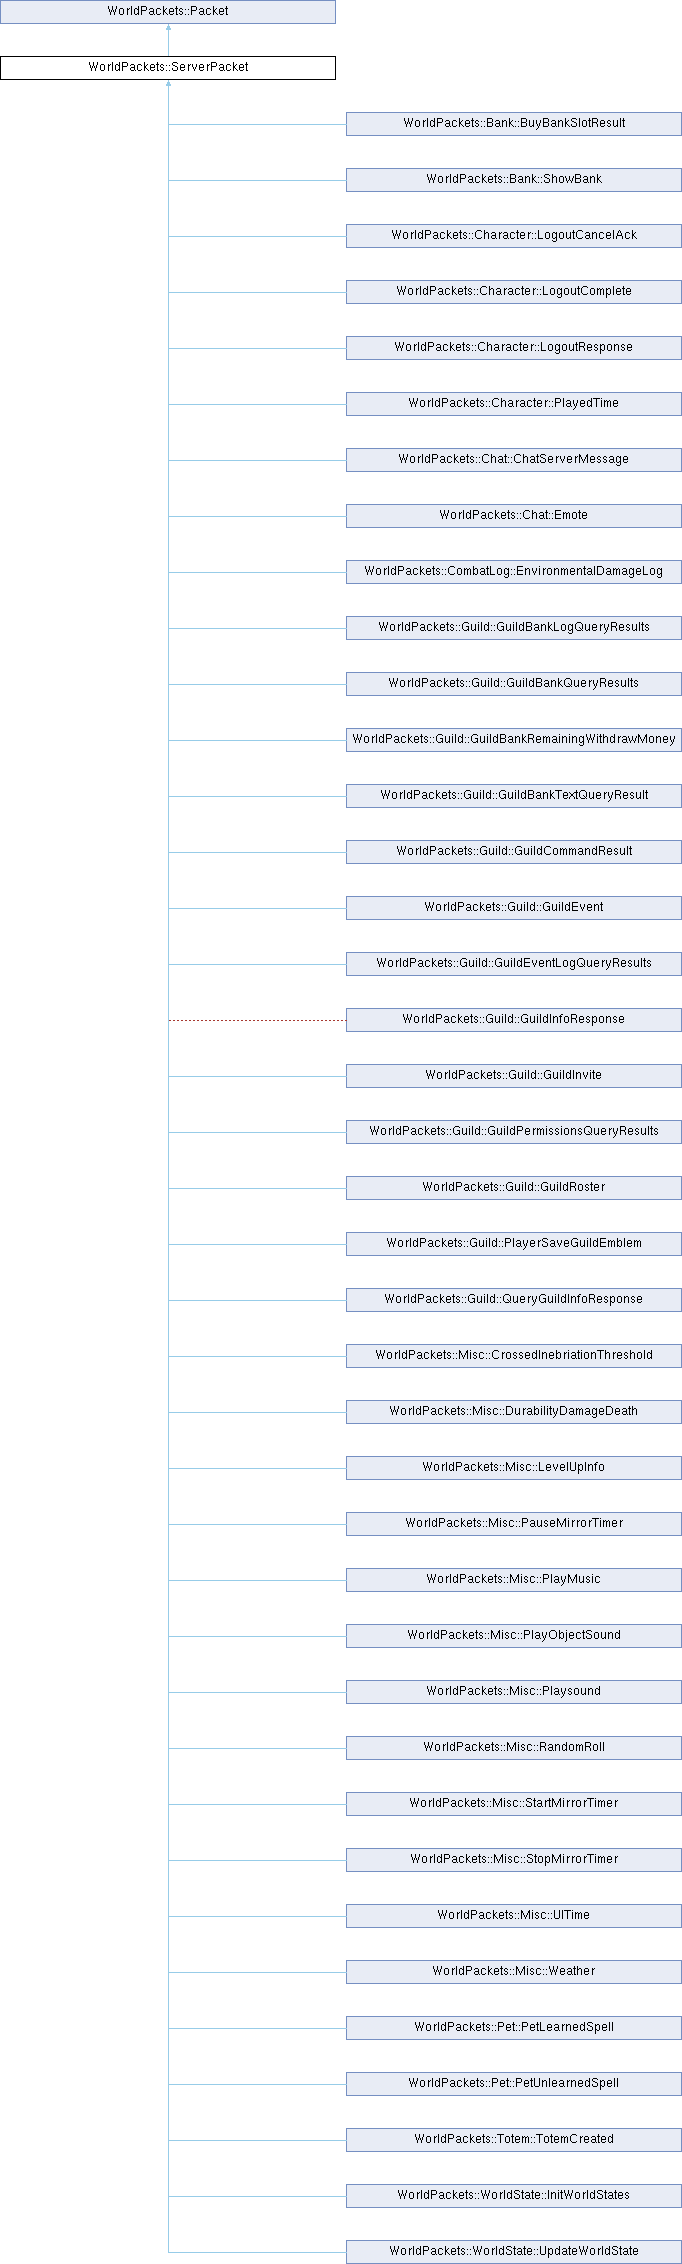 WorldPackets::Packet
WorldPackets::ServerPacket
WorldPackets::Bank::BuyBankSlotResult
WorldPackets::Bank::ShowBank
WorldPackets::Character::LogoutCancelAck
WorldPackets::Character::LogoutComplete
WorldPackets::Character::LogoutResponse
WorldPackets::Character::PlayedTime
WorldPackets::Chat::ChatServerMessage
WorldPackets::Chat::Emote
WorldPackets::CombatLog::EnvironmentalDamageLog
WorldPackets::Guild::GuildBankLogQueryResults
WorldPackets::Guild::GuildBankQueryResults
WorldPackets::Guild::GuildBankRemainingWithdrawMoney
WorldPackets::Guild::GuildBankTextQueryResult
WorldPackets::Guild::GuildCommandResult
WorldPackets::Guild::GuildEvent
WorldPackets::Guild::GuildEventLogQueryResults
WorldPackets::Guild::GuildInfoResponse
WorldPackets::Guild::GuildInvite
WorldPackets::Guild::GuildPermissionsQueryResults
WorldPackets::Guild::GuildRoster
WorldPackets::Guild::PlayerSaveGuildEmblem
WorldPackets::Guild::QueryGuildInfoResponse
WorldPackets::Misc::CrossedInebriationThreshold
WorldPackets::Misc::DurabilityDamageDeath
WorldPackets::Misc::LevelUpInfo
WorldPackets::Misc::PauseMirrorTimer
WorldPackets::Misc::PlayMusic
WorldPackets::Misc::PlayObjectSound
WorldPackets::Misc::Playsound
WorldPackets::Misc::RandomRoll
WorldPackets::Misc::StartMirrorTimer
WorldPackets::Misc::StopMirrorTimer
WorldPackets::Misc::UITime
WorldPackets::Misc::Weather
WorldPackets::Pet::PetLearnedSpell
WorldPackets::Pet::PetUnlearnedSpell
WorldPackets::Totem::TotemCreated
WorldPackets::WorldState::InitWorldStates
WorldPackets::WorldState::UpdateWorldState